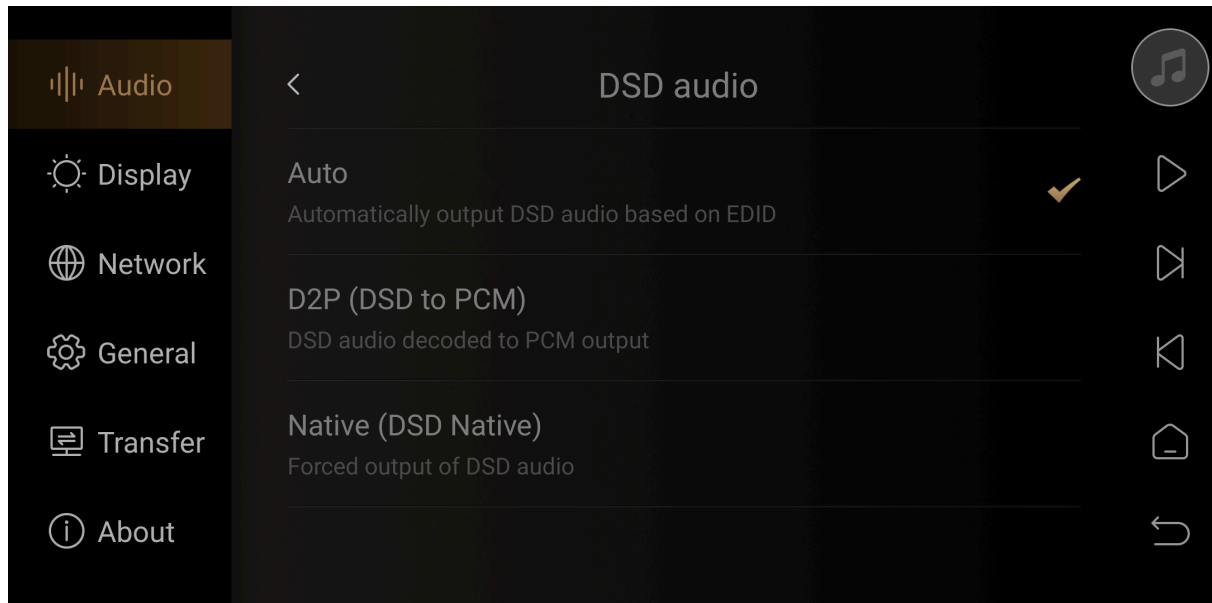 Audio
Display
Network
General
Transfer
About
DSD audio
Auto
Automatically output DSD audio based on EDID
D2P (DSD to PCM)
DSD audio decoded to PCM output
Native (DSD Native)
Forced output of DSD audio